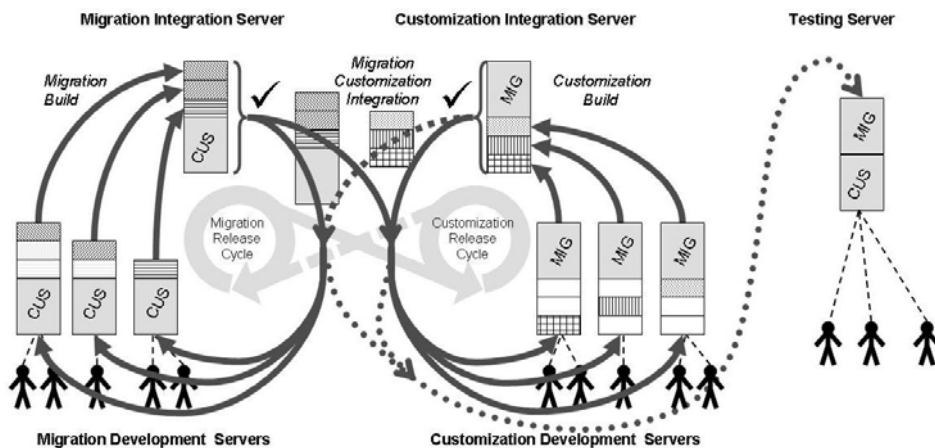 Migration Integration Server
Customization Integration Server
Testing Server
Migration
Build
Migration
Customization
Integration
Customization
Build
CUS
MIG
MIG
CUS
Migration
Release
Cycle
Customization
Release
Cycle
CUS
CUS
CUS
MIG
MIG
MIG
Migration Development Servers
Customization Development Servers